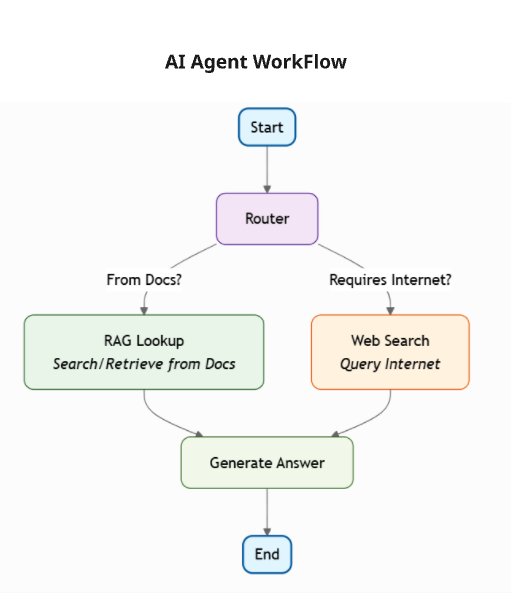 AI Agent WorkFlow
Start
Router
From Docs?
Requires Internet?
RAG Lookup
Search/Retrieve from Docs
Web Search
Query Internet
Generate Answer
End